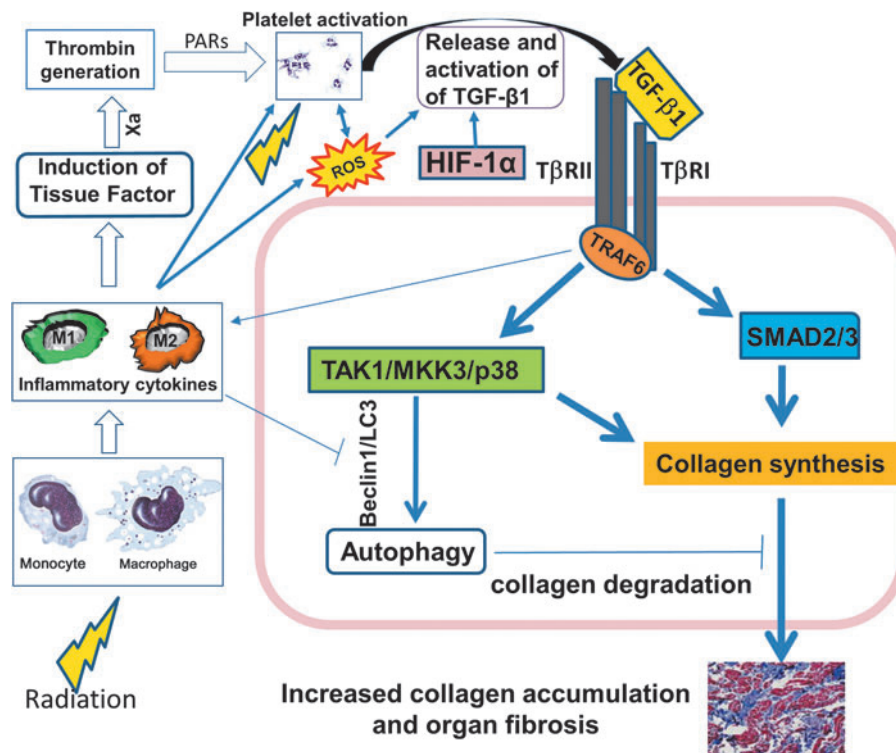 Platelet activation
Thrombin
generation
PARs
Release and
activation of
of TGF-β1
TGF-β1
Xa
Induction of
Tissue Factor
ROS
HIF-1α
TβRII
TβRI
TRAF6
M1
M2
Inflammatory cytokines
SMAD2/3
TAK1/MKK3/p38
Beclin1/LC3
Collagen synthesis
Monocyte
Macrophage
Autophagy
collagen degradation
Radiation
Increased collagen accumulation
and organ fibrosis